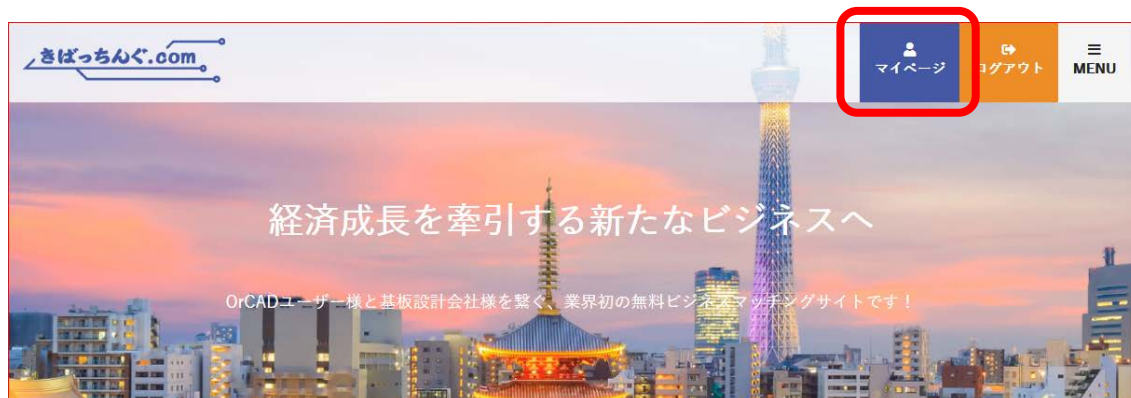 きばっちんぐ.com
マイページ
ログアウト
MENU
経済成長を牽引する新たなビジネスへ
OrCADユーザー様と基板設計会社様を繋ぐ、業界初の無料ビジネスマッチングサイトです！